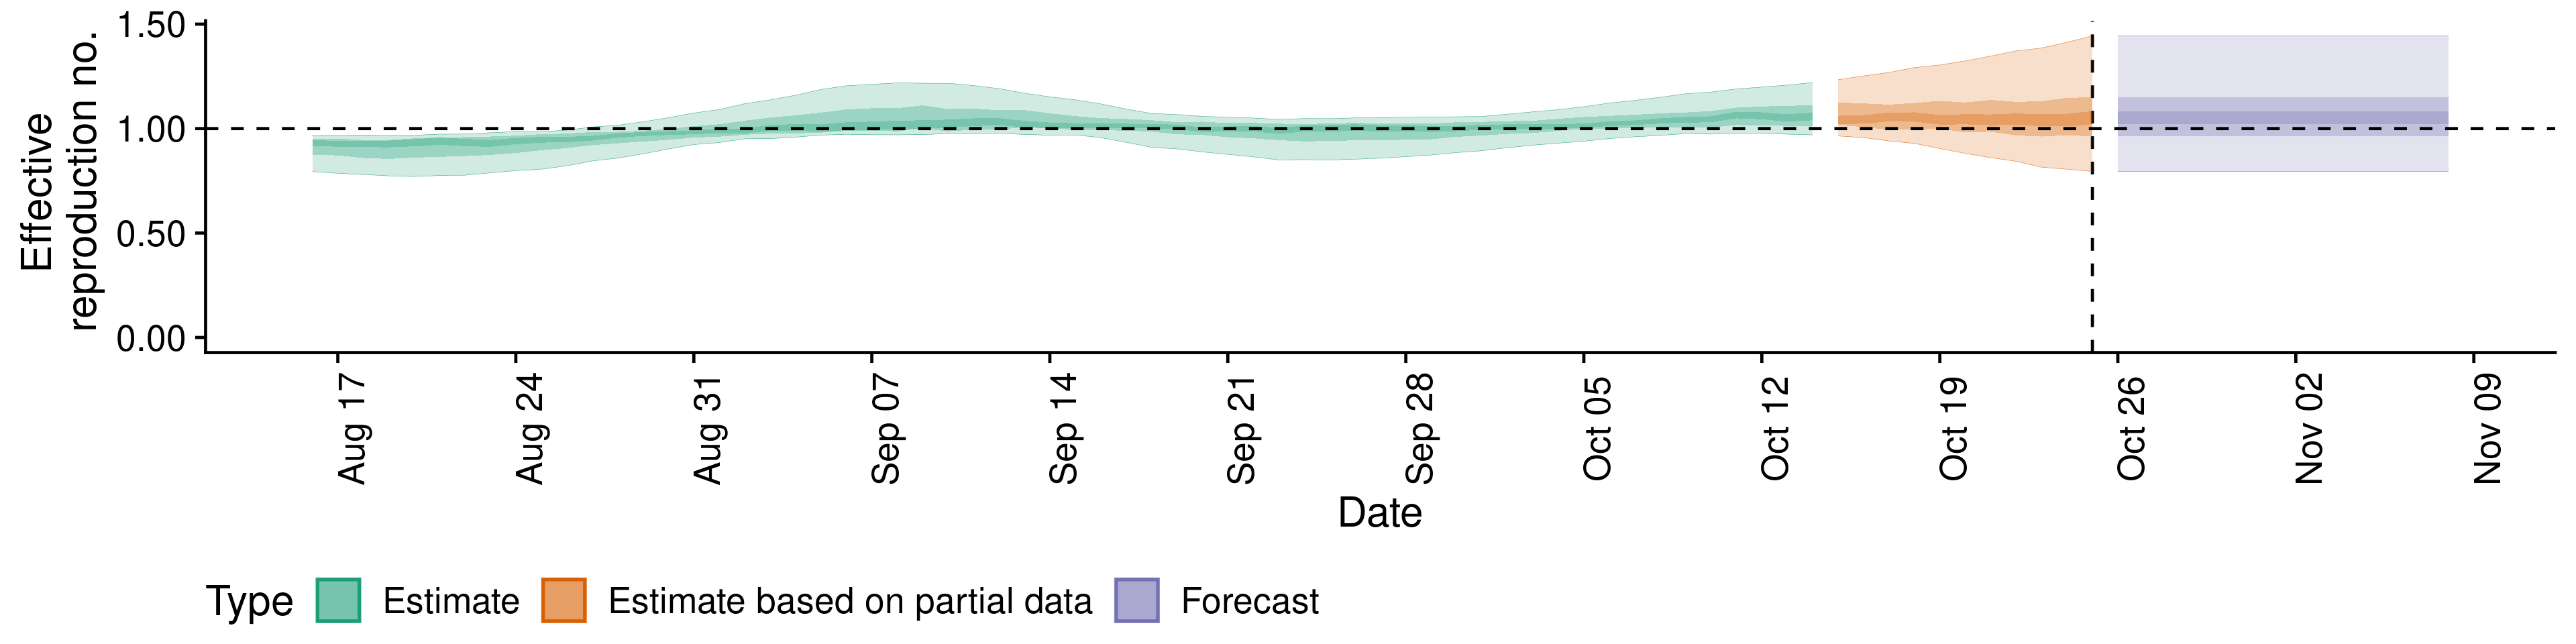 Effective
reproduction no.
1.50
1.00
0.50
0.00
Aug 17
Aug 24
Aug 31
Sep 07
Sep 14
Sep 21
Sep 28
Oct 05
Oct 12
Oct 19
Oct 26
Nov 02
Nov 09
Date
Type Estimate Estimate based on partial data Forecast